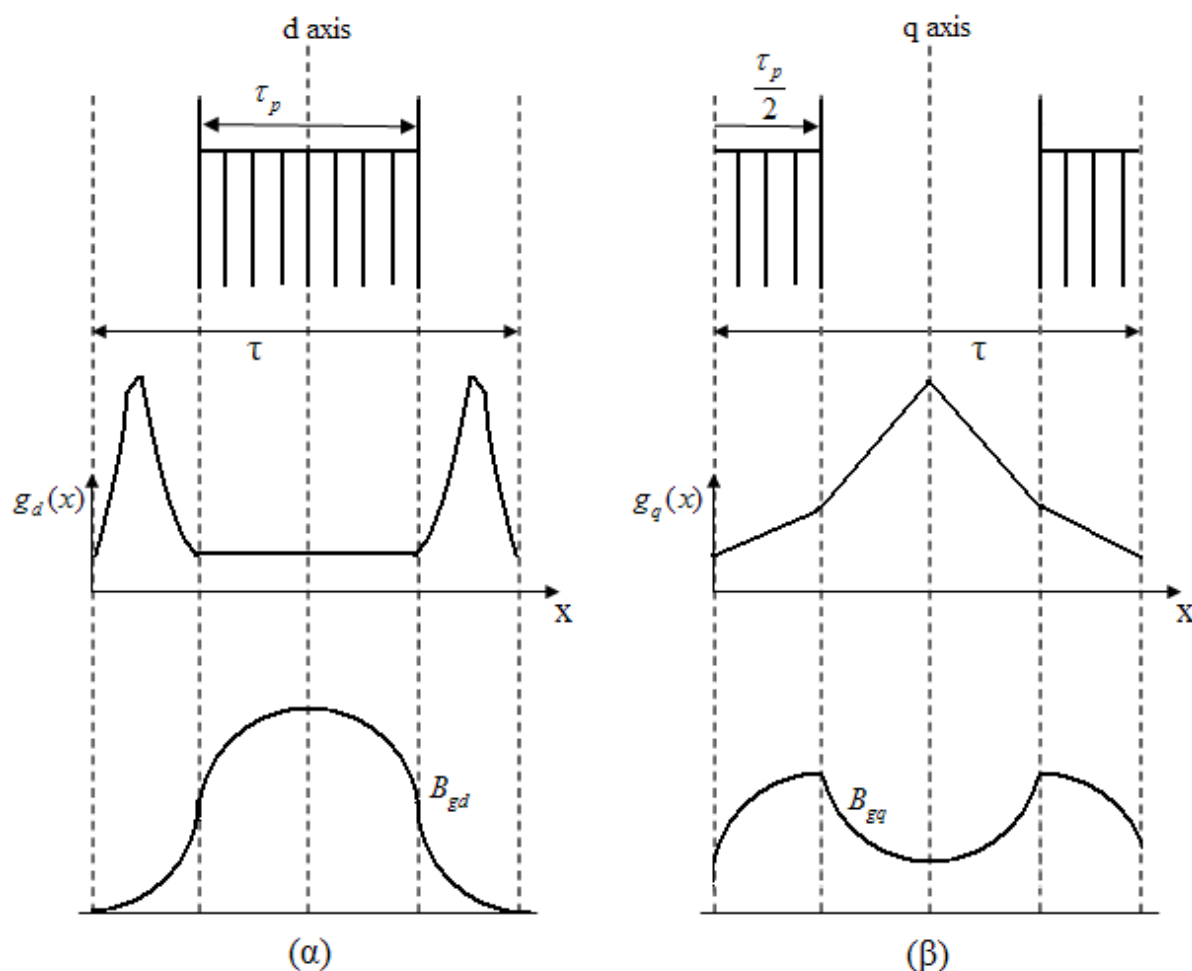 d axis
τ_p
τ
g_d(x)
x
B_gd
(α)
q axis
τ_p/2
τ
g_q(x)
x
B_gq
(β)